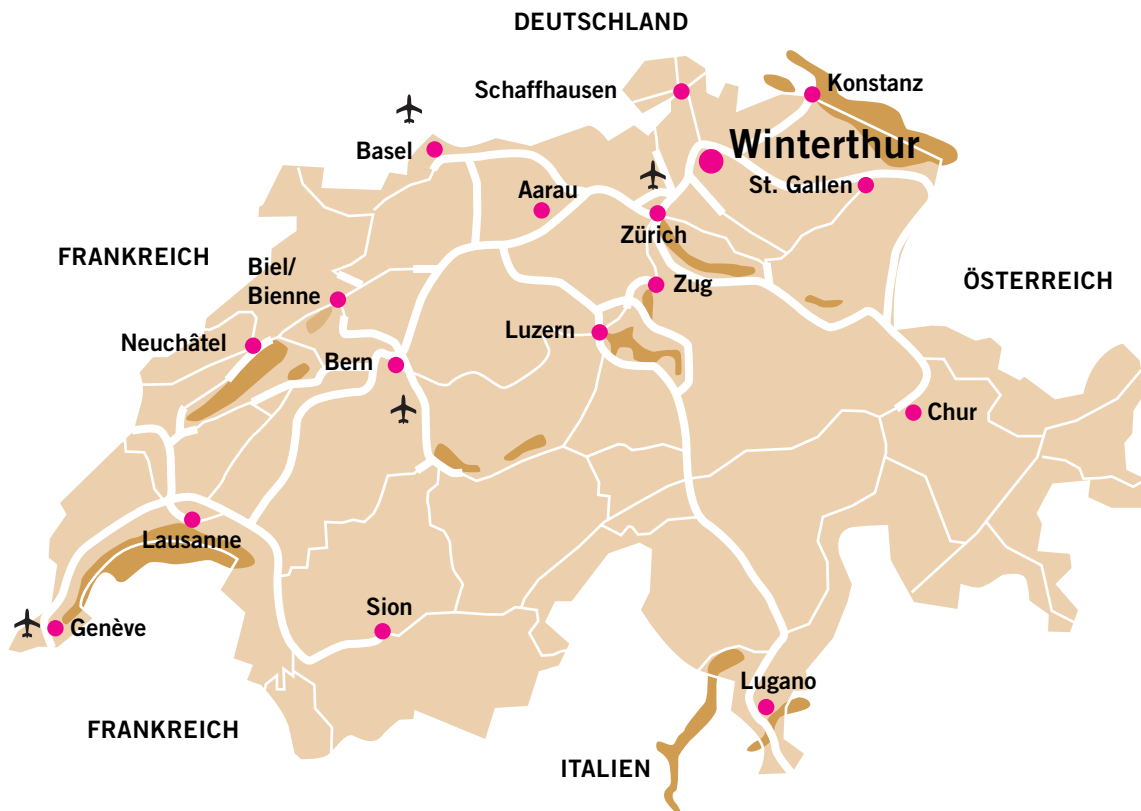 DEUTSCHLAND
Schaffhausen
Konstanz
Basel
Winterthur
Aarau
St. Gallen
Zürich
FRANKREICH
Biel/
Bienne
Zug
ÖSTERREICH
Neuchâtel
Luzern
Bern
Chur
Lausanne
Genève
Sion
Lugano
FRANKREICH
ITALIEN